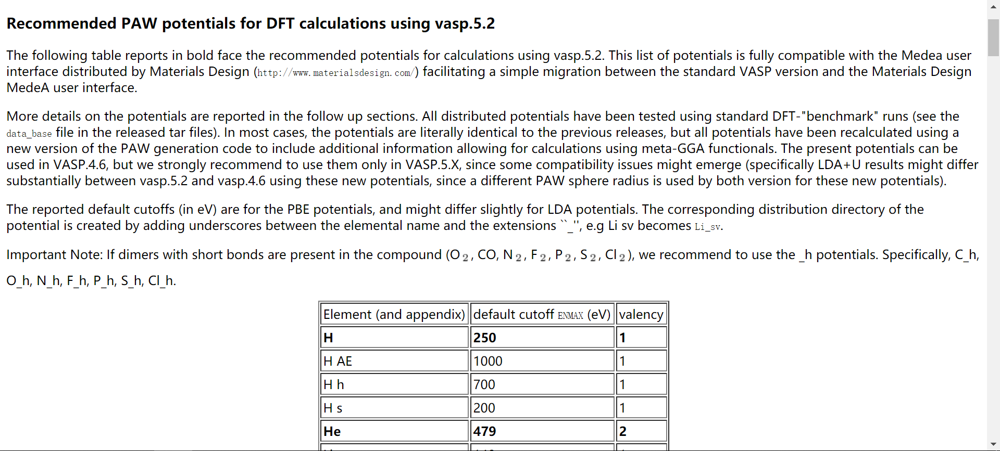 Recommended PAW potentials for DFT calculations using vasp.5.2
The following table reports in bold face the recommended potentials for calculations using vasp.5.2. This list of potentials is fully compatible with the Medea user
interface distributed by Materials Design (http://www.materialsdesign.com/) facilitating a simple migration between the standard VASP version and the Materials Design
MedeA user interface.
More details on the potentials are reported in the follow up sections. All distributed potentials have been tested using standard DFT-"benchmark" runs (see the
data_base file in the released tar files). In most cases, the potentials are literally identical to the previous releases, but all potentials have been recalculated using a
new version of the PAW generation code to include additional information allowing for calculations using meta-GGA functionals. The present potentials can be
used in VASP.4.6, but we strongly recommend to use them only in VASP.5.X, since some compatibility issues might emerge (specifically LDA+U results might differ
substantially between vasp.5.2 and vasp.4.6 using these new potentials, since a different PAW sphere radius is used by both version for these new potentials).
The reported default cutoffs (in eV) are for the PBE potentials, and might differ slightly for LDA potentials. The corresponding distribution directory of the
potential is created by adding underscores between the elemental name and the extensions ``_'', e.g Li sv becomes Li_sv.
Important Note: If dimers with short bonds are present in the compound (O 2, CO, N 2, F 2, P 2, S 2, Cl 2), we recommend to use the _h potentials. Specifically, C_h,
O_h, N_h, F_h, P_h, S_h, Cl_h.
Element (and appendix) default cutoff ENMAX (eV) valency
H 250 1
H AE 1000 1
H h 700 1
H s 200 1
He 479 2